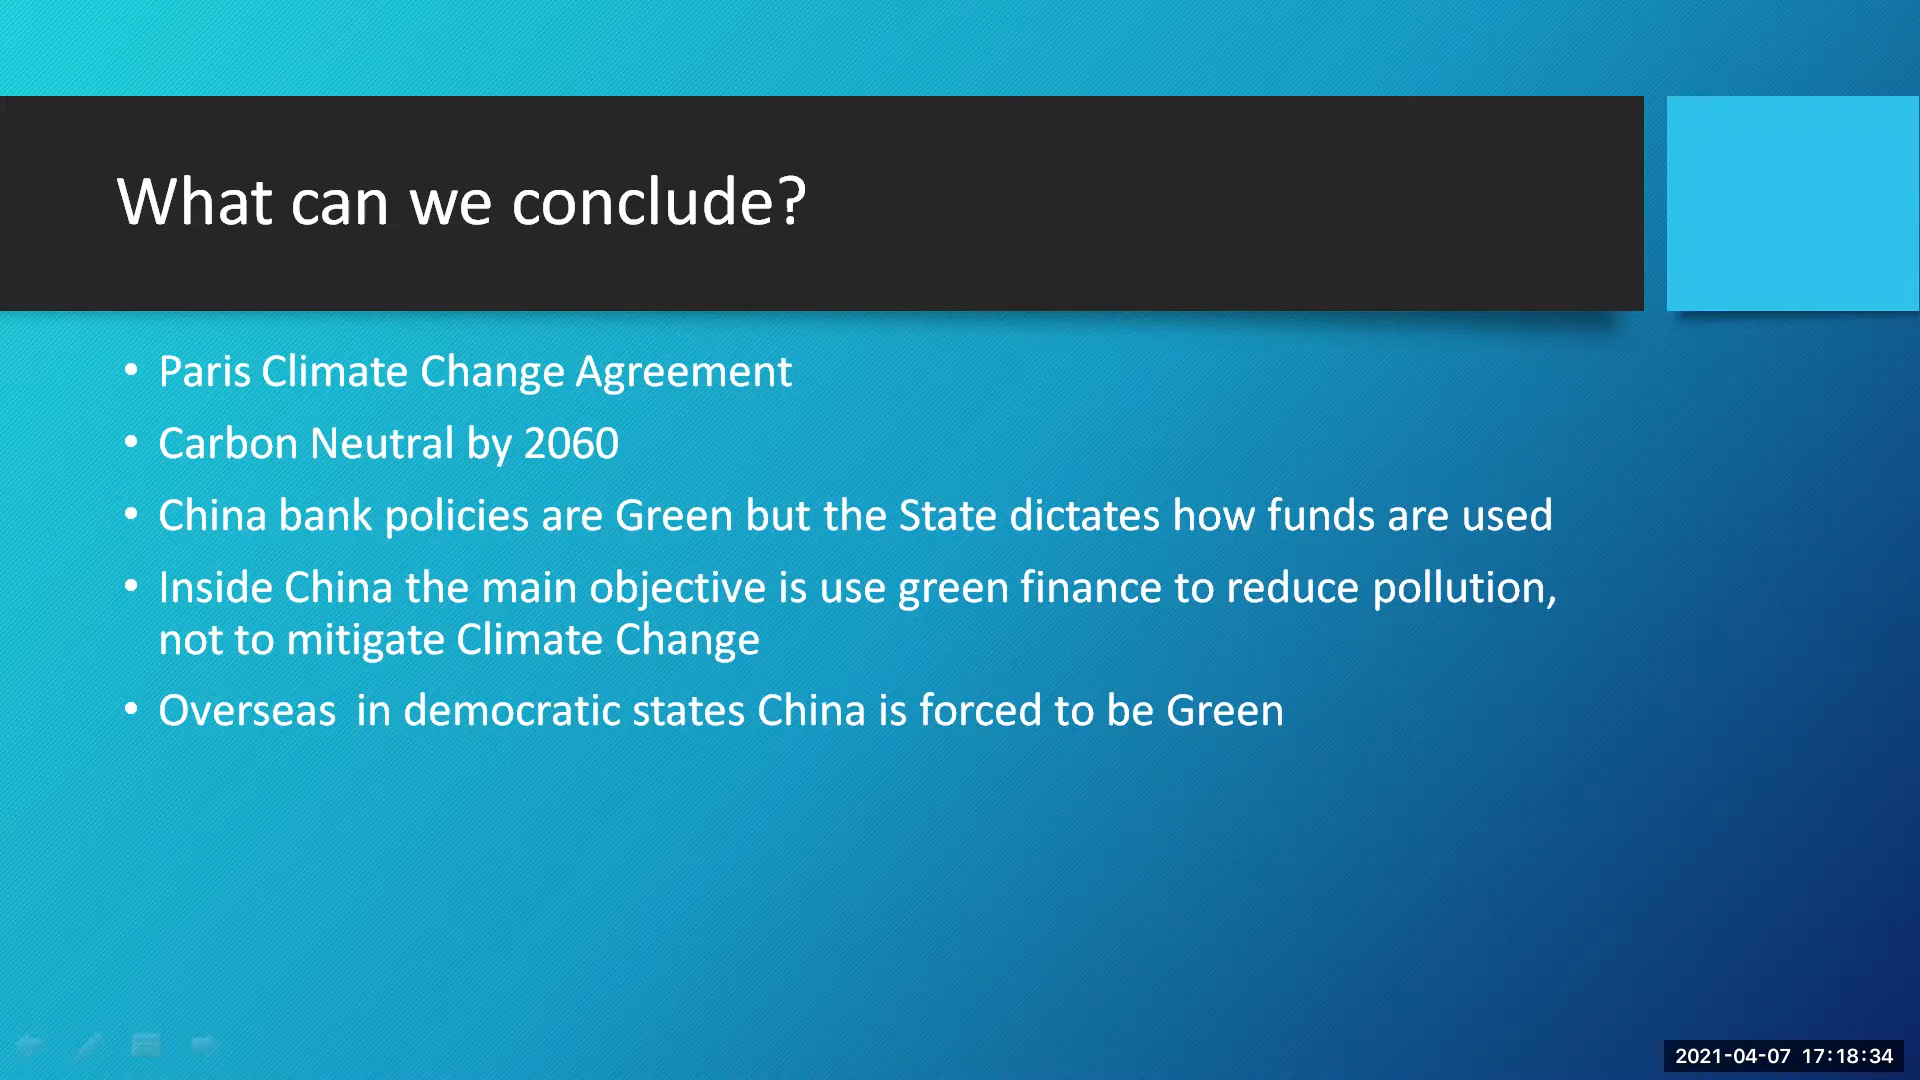 What can we conclude?
• Paris Climate Change Agreement
• Carbon Neutral by 2060
• China bank policies are Green but the State dictates how funds are used
• Inside China the main objective is use green finance to reduce pollution,
not to mitigate Climate Change
• Overseas  in democratic states China is forced to be Green
2021-04-07 17:18:34